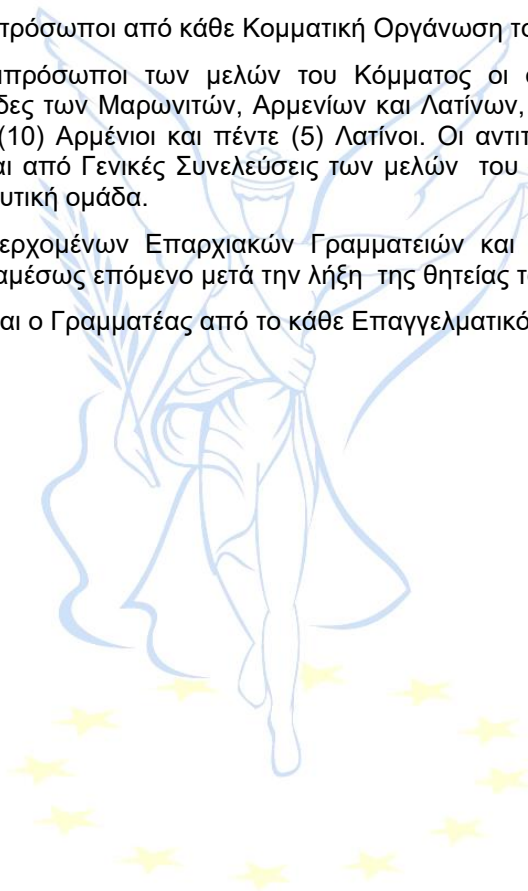 πρόσωποι από κάθε Κομματική Οργάνωση το
μπρόσωποι των μελών του Κόμματος οι
δες των Μαρωνιτών, Αρμενίων και Λατίνων,
(10) Αρμένιοι και πέντε (5) Λατίνοι. Οι αντιπ
αι από Γενικές Συνελεύσεις των μελών του
υτική ομάδα.
ερχομένων Επαρχιακών Γραμματειών και
αμέσως επόμενο μετά την λήξη της θητείας τ
αι ο Γραμματέας από το κάθε Επαγγελματικό